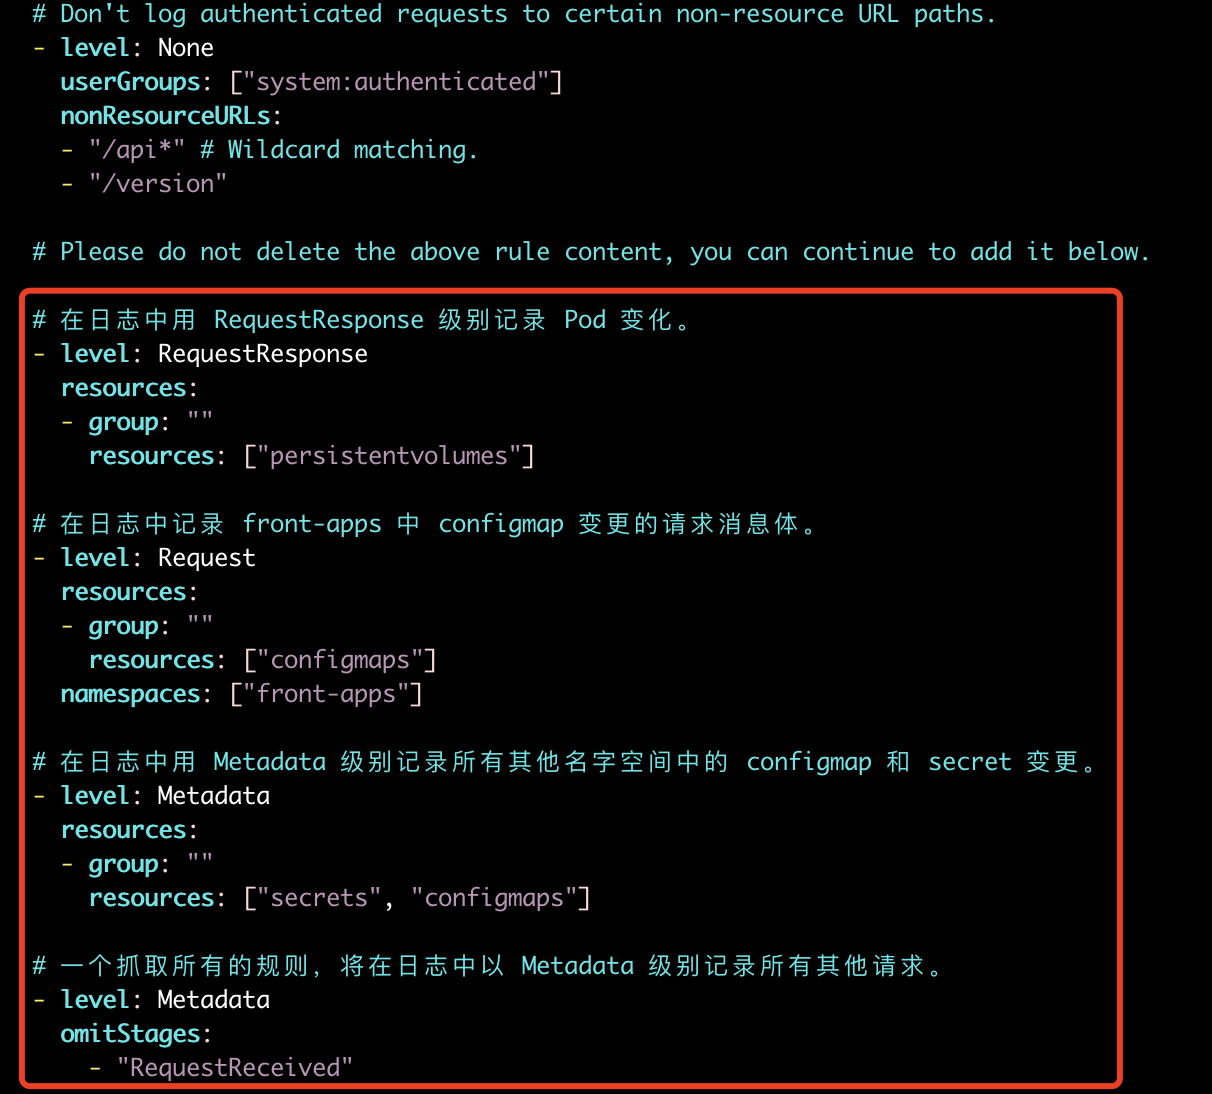 # Don't log authenticated requests to certain non-resource URL paths.
- level: None
  userGroups: ["system:authenticated"]
  nonResourceURLs:
  - "/api*" # Wildcard matching.
  - "/version"

# Please do not delete the above rule content, you can continue to add it below.

# 在日志中用 RequestResponse 级别记录 Pod 变化。
- level: RequestResponse
  resources:
  - group: ""
    resources: ["persistentvolumes"]

# 在日志中记录 front-apps 中 configmap 变更的请求消息体。
- level: Request
  resources:
  - group: ""
    resources: ["configmaps"]
  namespaces: ["front-apps"]

# 在日志中用 Metadata 级别记录所有其他名字空间中的 configmap 和 secret 变更。
- level: Metadata
  resources:
  - group: ""
    resources: ["secrets", "configmaps"]

# 一个抓取所有的规则，将在日志中以 Metadata 级别记录所有其他请求。
- level: Metadata
  omitStages:
    - "RequestReceived"